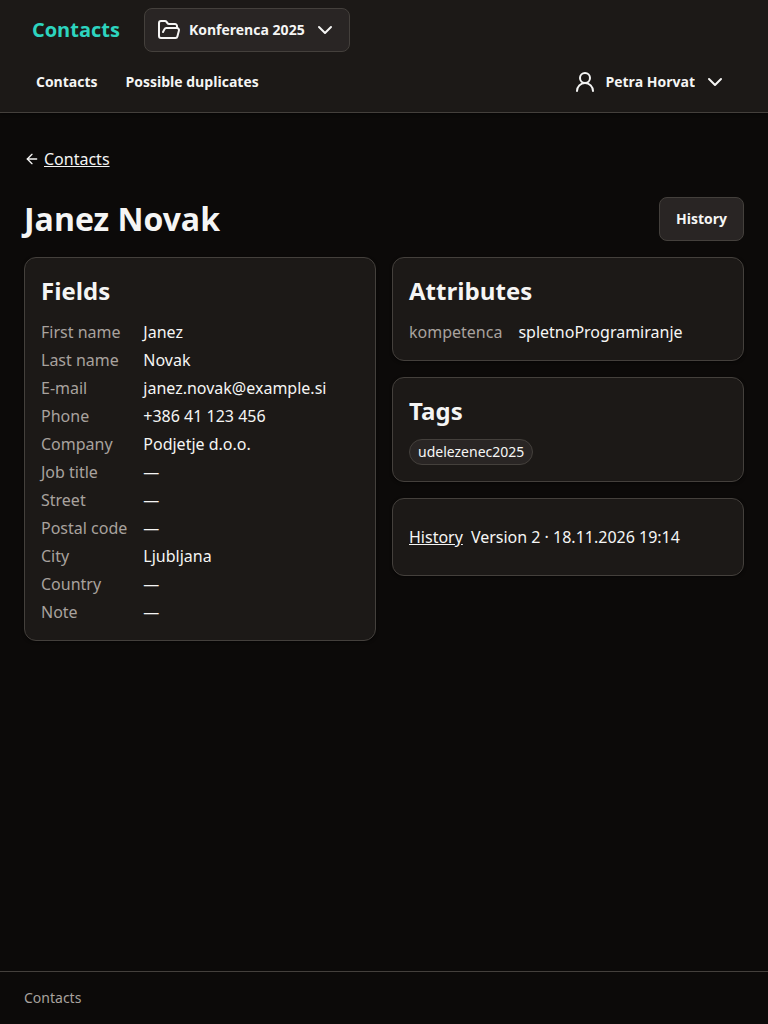 Contacts
Konferenca 2025
Contacts
Possible duplicates
Petra Horvat
← Contacts
Janez Novak
History
Fields
First name Janez
Last name Novak
E-mail janez.novak@example.si
Phone +386 41 123 456
Company Podjetje d.o.o.
Job title —
Street —
Postal code —
City Ljubljana
Country —
Note —
Attributes
kompetenca spletnoProgramiranje
Tags
udelezenec2025
History Version 2 · 18.11.2026 19:14
Contacts